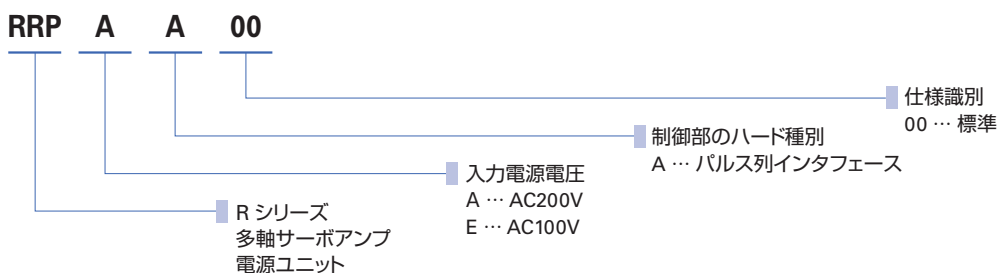 RRP A A 00
仕様識別
00 … 標準
制御部のハード種別
A … パルス列インタフェース
入力電源電圧
A … AC200V
E … AC100V
R シリーズ
多軸サーボアンプ
電源ユニット